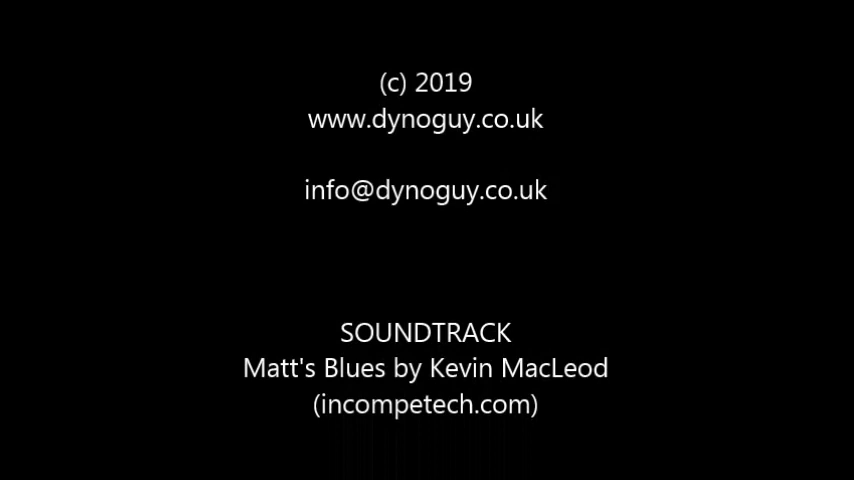 (c) 2019
www.dynoguy.co.uk
info@dynoguy.co.uk
SOUNDTRACK
Matt's Blues by Kevin MacLeod
(incompetech.com)